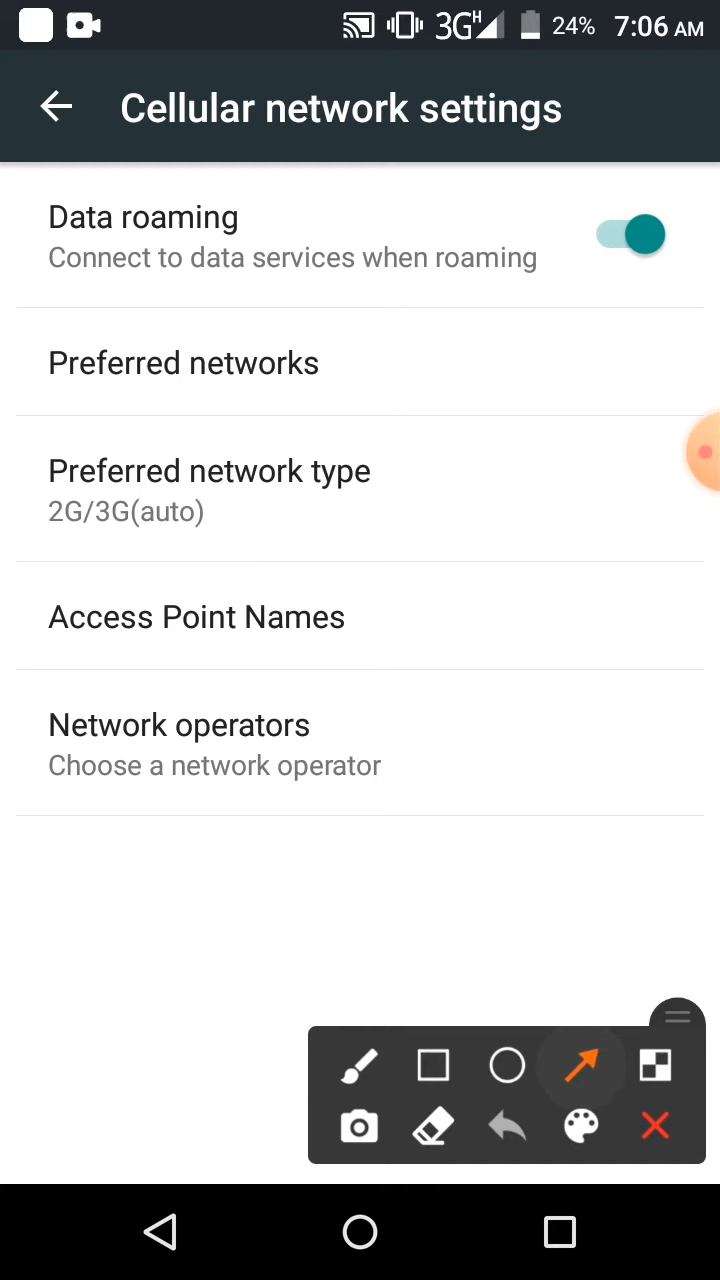 3G H 24% 7:06 AM
Cellular network settings
Data roaming
Connect to data services when roaming
Preferred networks
Preferred network type
2G/3G(auto)
Access Point Names
Network operators
Choose a network operator